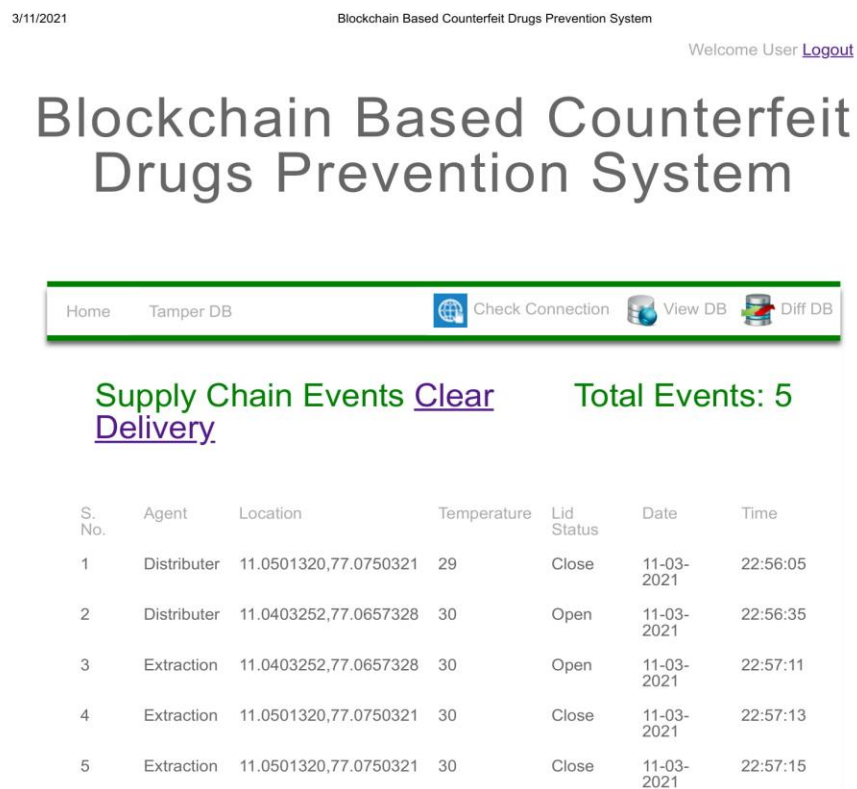 3/11/2021 Blockchain Based Counterfeit Drugs Prevention System
Welcome User Logout
Blockchain Based Counterfeit
Drugs Prevention System
Home Tamper DB Check Connection View DB Diff DB
Supply Chain Events Clear Total Events: 5
Delivery
S. Agent Location Temperature Lid Date Time
No. Status
1 Distributer 11.0501320,77.0750321 29 Close 11-03- 22:56:05
2021
2 Distributer 11.0403252,77.0657328 30 Open 11-03- 22:56:35
2021
3 Extraction 11.0403252,77.0657328 30 Open 11-03- 22:57:11
2021
4 Extraction 11.0501320,77.0750321 30 Close 11-03- 22:57:13
2021
5 Extraction 11.0501320,77.0750321 30 Close 11-03- 22:57:15
2021